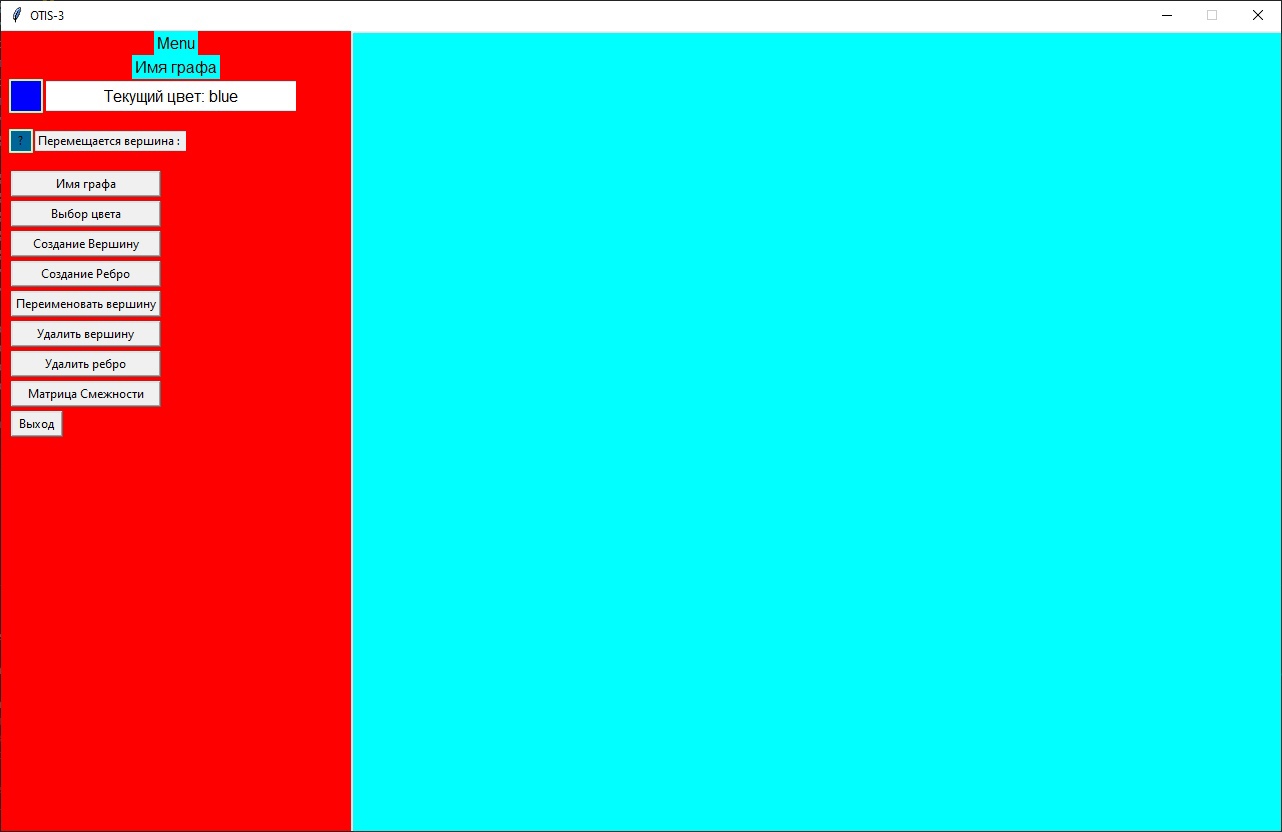 OTIS-3
Menu
Имя графа
Текущий цвет: blue
? Перемещается вершина :
Имя графа
Выбор цвета
Создание Вершину
Создание Ребро
Переименовать вершину
Удалить вершину
Удалить ребро
Матрица Смежности
Выход